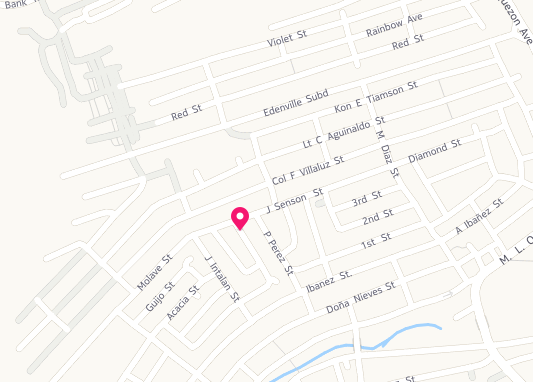 Bank
Quezon Ave
Rainbow Ave
Violet St
Red St
Edenville Subd
Kon E Tiamson St
Red St
Lt C Aguinaldo St
M. Diaz St
Diamond St
Col F Villaluz St
J Senson St
3rd St
2nd St
A Ibañez St
P Perez St
1st St
M. L. Q
Molave St
J Intalan St
Ibanez St.
Guijo St
Acacia St
Doña Nieves St
St